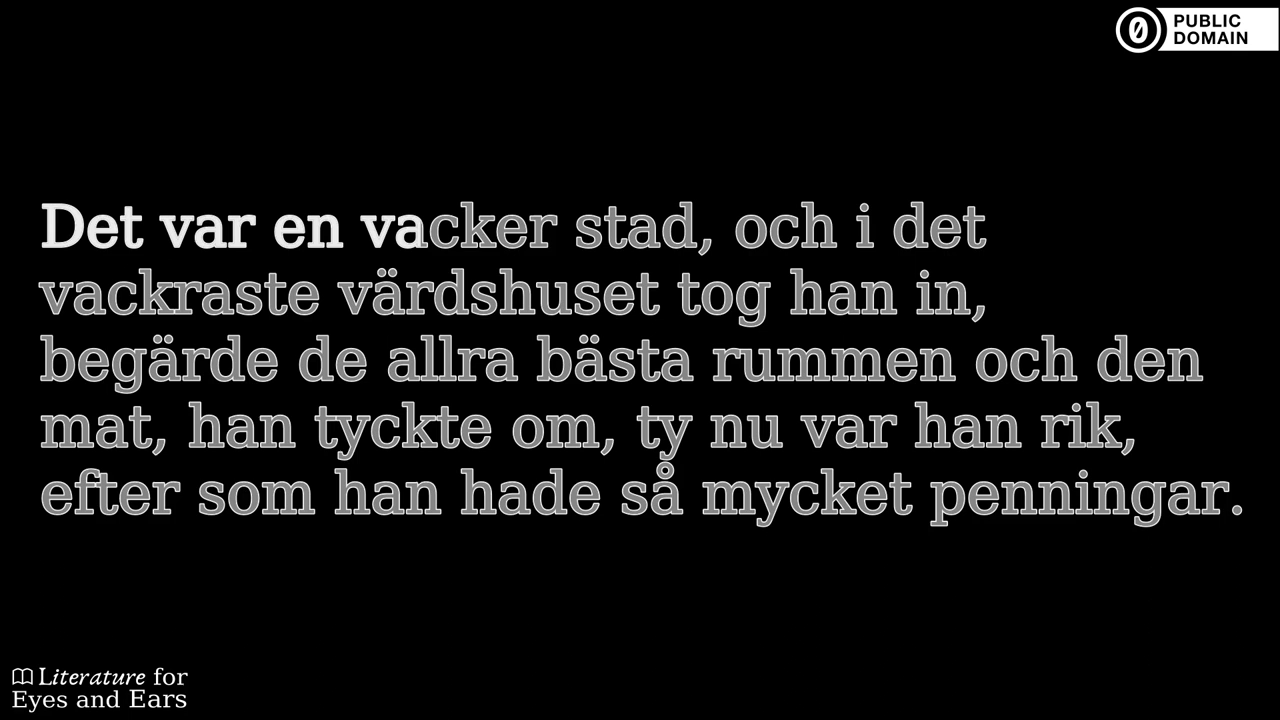 PUBLIC
DOMAIN
Det var en vacker stad, och i det
vackraste värdshuset tog han in,
begärde de allra bästa rummen och den
mat, han tyckte om, ty nu var han rik,
efter som han hade så mycket penningar.
Literature for
Eyes and Ears